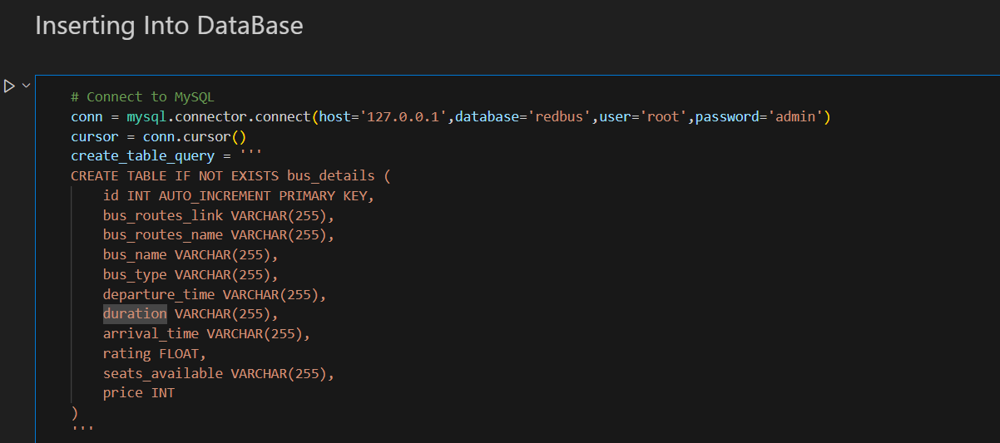 Inserting Into DataBase
# Connect to MySQL
conn = mysql.connector.connect(host='127.0.0.1',database='redbus',user='root',password='admin')
cursor = conn.cursor()
create_table_query = '''
CREATE TABLE IF NOT EXISTS bus_details (
    id INT AUTO_INCREMENT PRIMARY KEY,
    bus_routes_link VARCHAR(255),
    bus_routes_name VARCHAR(255),
    bus_name VARCHAR(255),
    bus_type VARCHAR(255),
    departure_time VARCHAR(255),
    duration VARCHAR(255),
    arrival_time VARCHAR(255),
    rating FLOAT,
    seats_available VARCHAR(255),
    price INT
)
'''